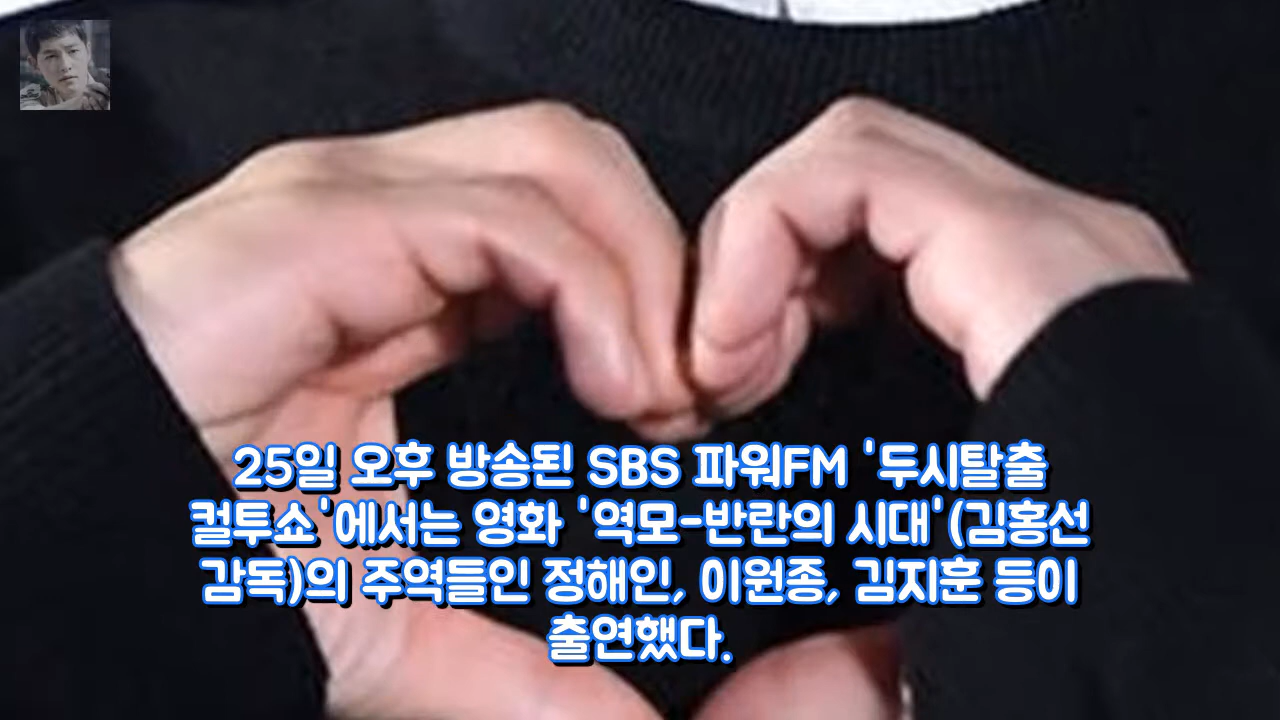 25일 오후 방송된 SBS 파워FM '두시탈출
컬투쇼'에서는 영화 '역모-반란의 시대'(김홍선
감독)의 주역들인 정해인, 이원종, 김지훈 등이
출연했다.